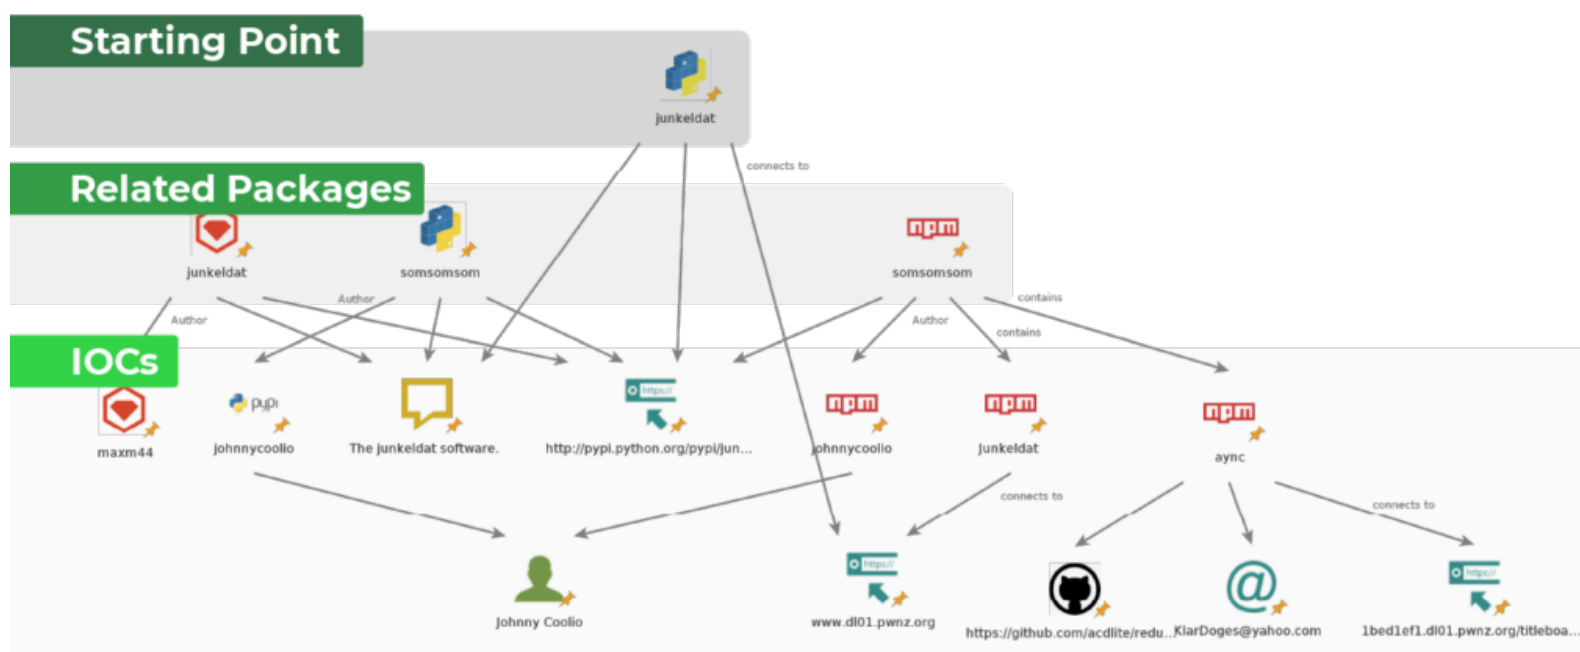 Starting Point
junkeldat
connects to
Related Packages
npm
npm
junkeldat
somsomsom
somsomsom
Author
contains
Author
Author
contains
IOCs
https://
pypi
npm
npm
npm
maxm44
johnnycoolio
The junkeldat software.
http://pypi.python.org/pypi/jun...
johnnycoolio
Junkeldat
aync
connects to
connects to
https://
https://
@
Johnny Coolio
www.dl01.pwnz.org
https://github.com/acdlite/redu...
KlarDoges@yahoo.com
1bed1ef1.dl01.pwnz.org/titleboa...